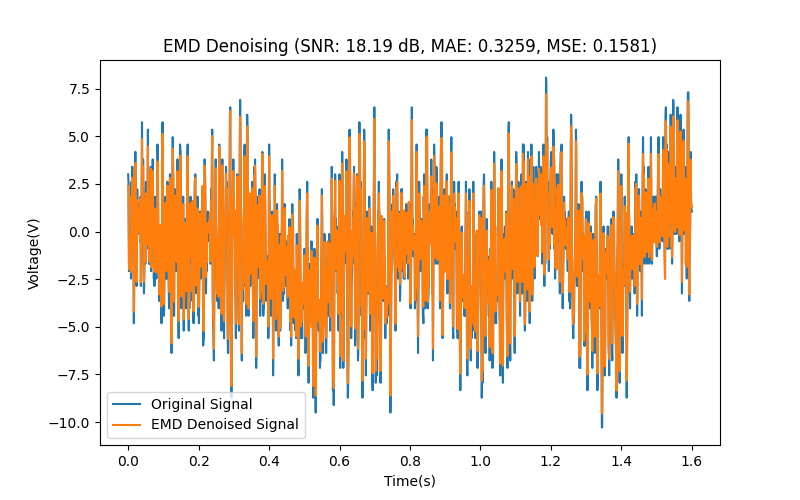 EMD Denoising (SNR: 18.19 dB, MAE: 0.3259, MSE: 0.1581)
7.5
5.0
2.5
0.0
−2.5
−5.0
−7.5
−10.0
Voltage(V)
Original Signal
EMD Denoised Signal
0.0 0.2 0.4 0.6 0.8 1.0 1.2 1.4 1.6
Time(s)